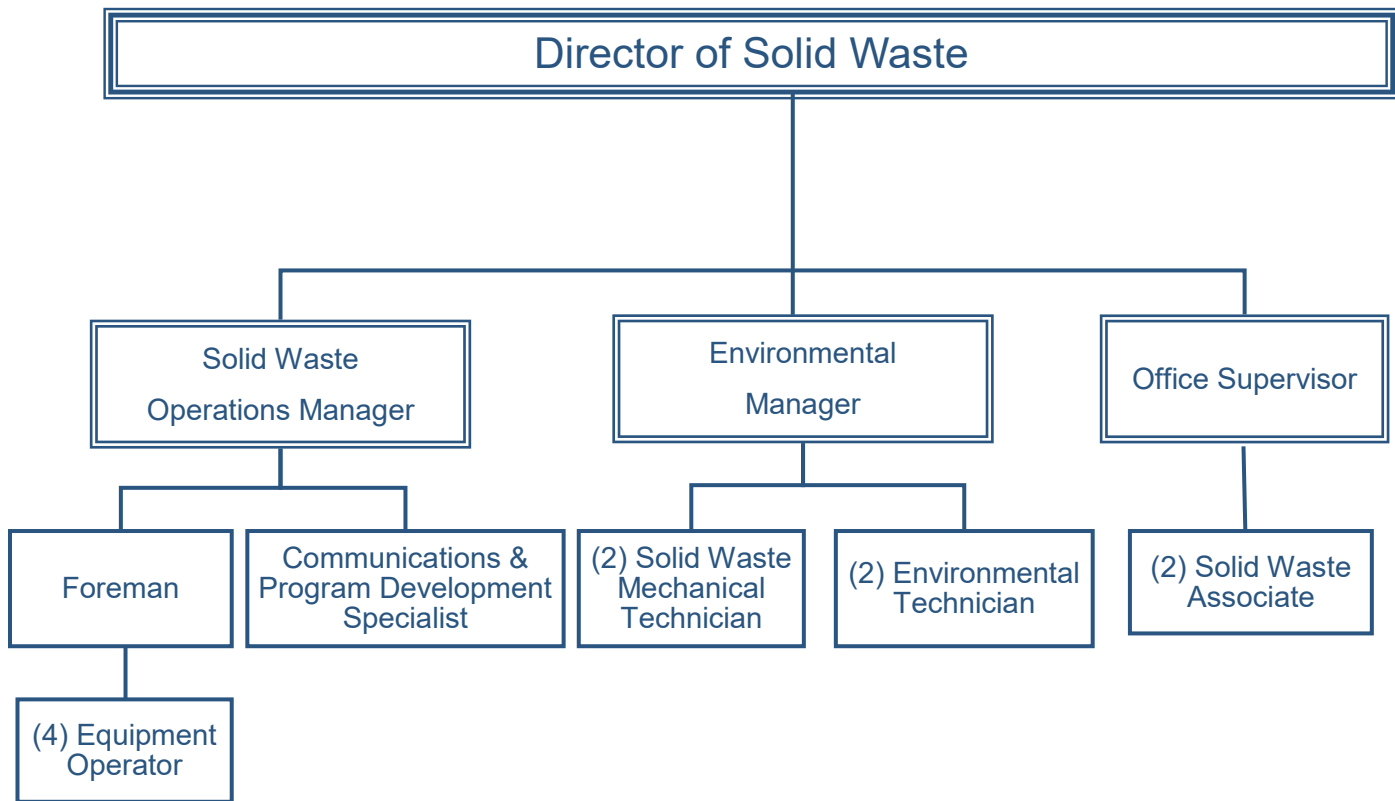 Director of Solid Waste
Solid Waste
Operations Manager
Environmental
Manager
Office Supervisor
Foreman
Communications &
Program Development
Specialist
(2) Solid Waste
Mechanical
Technician
(2) Environmental
Technician
(2) Solid Waste
Associate
(4) Equipment
Operator